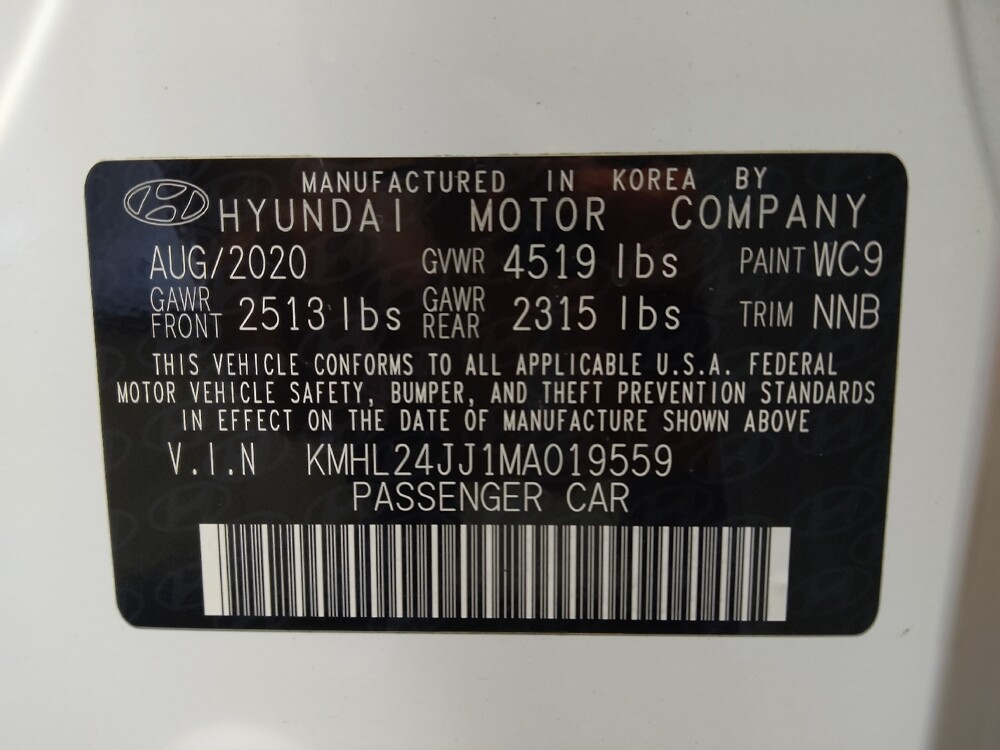 MANUFACTURED IN KOREA BY
HYUNDAI MOTOR COMPANY
AUG/2020 GVWR 4519 lbs PAINT WC9
GAWR FRONT 2513 lbs GAWR REAR 2315 lbs TRIM NNB
THIS VEHICLE CONFORMS TO ALL APPLICABLE U.S.A. FEDERAL
MOTOR VEHICLE SAFETY, BUMPER, AND THEFT PREVENTION STANDARDS
IN EFFECT ON THE DATE OF MANUFACTURE SHOWN ABOVE
V.I.N KMHL24JJ1MA019559
PASSENGER CAR